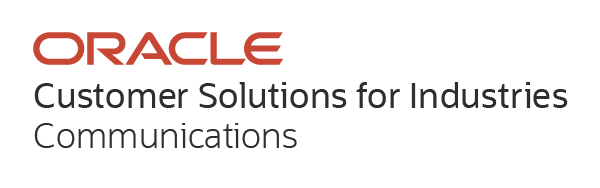 ORACLE
Customer Solutions for Industries
Communications